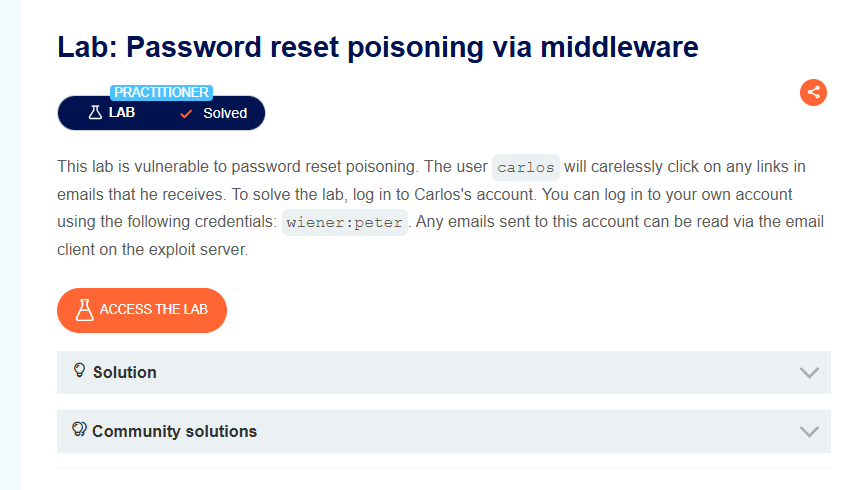 Lab: Password reset poisoning via middleware
PRACTITIONER
LAB Solved
This lab is vulnerable to password reset poisoning. The user carlos will carelessly click on any links in
emails that he receives. To solve the lab, log in to Carlos's account. You can log in to your own account
using the following credentials: wiener:peter. Any emails sent to this account can be read via the email
client on the exploit server.
ACCESS THE LAB
Solution
Community solutions